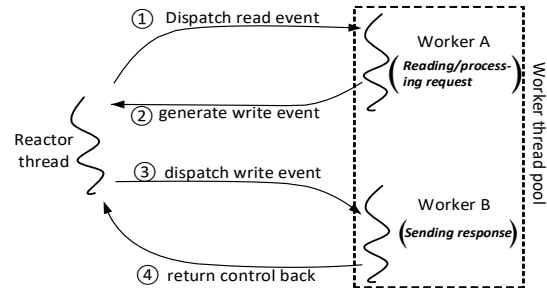 ① Dispatch read event
Worker A
(Reading/process-
ing request)
② generate write event
Reactor
thread
③ dispatch write event
Worker B
(Sending response)
④ return control back
Worker thread pool